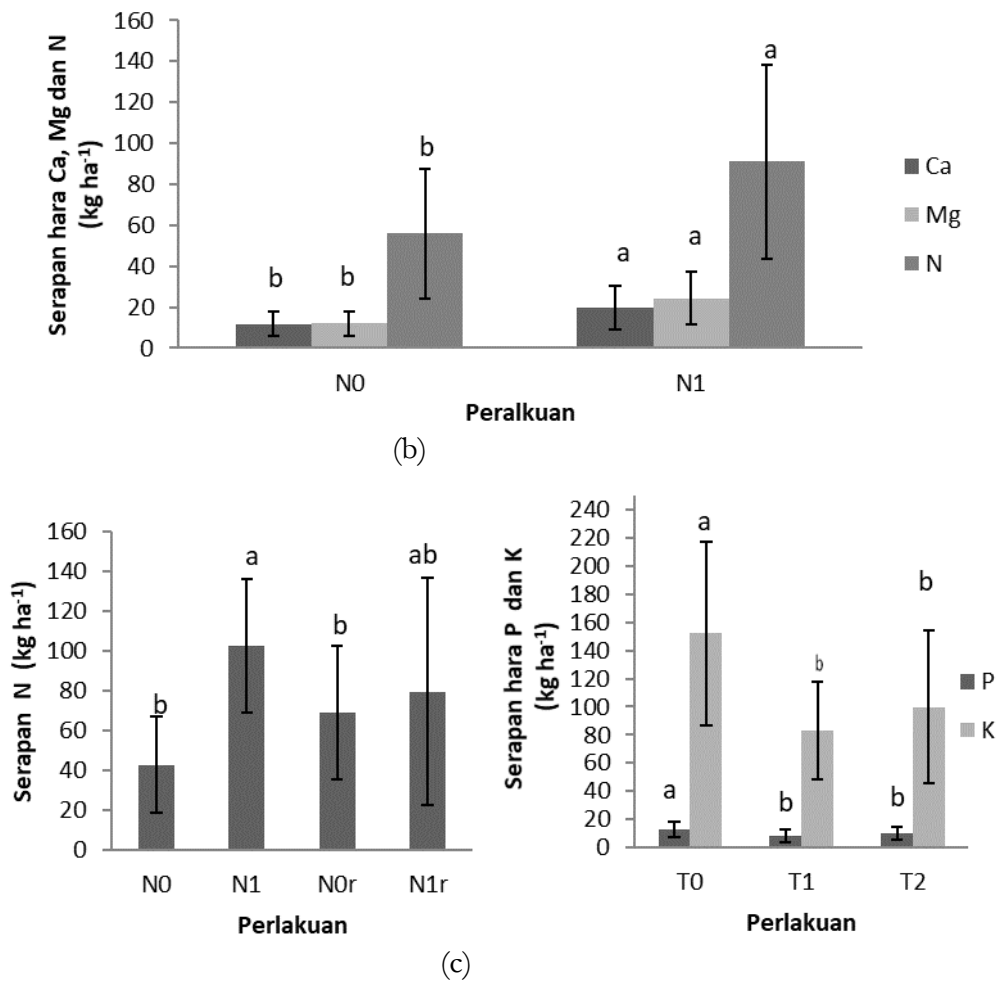 Serapan hara Ca, Mg dan N
(kg ha-1)
160
140
120
100
80
60
40
20
0
b
b
b
a
a
a
N0
N1
Peralkuan
Ca
Mg
N
(b)
Serapan N (kg ha-1)
160
140
120
100
80
60
40
20
0
b
a
b
ab
N0
N1
N0r
N1r
Perlakuan
Serapan hara P dan K
(kg ha-1)
240
220
200
180
160
140
120
100
80
60
40
20
0
a
a
b
b
b
b
T0
T1
T2
Perlakuan
P
K
(c)